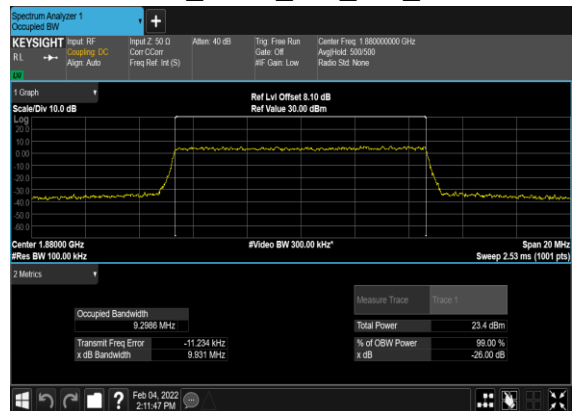 Spectrum Analyzer 1
Occupied BW
+
KEYSIGHT Input: RF Input Z: 50 Ω Atten: 40 dB Trig: Free Run Center Freq: 1.880000000 GHz
RL Coupling: DC Corr CCorr Gate: Off Avg|Hold: 500/500
Align: Auto Freq Ref: Int (S) #IF Gain: Low Radio Std: None
1 Graph
Ref Lvl Offset 8.10 dB
Scale/Div 10.0 dB Ref Value 30.00 dBm
Log
20.0
10.0
0.00
-10.0
-20.0
-30.0
-40.0
-50.0
-60.0
Center 1.88000 GHz #Video BW 300.00 kHz* Span 20 MHz
#Res BW 100.00 kHz Sweep 2.53 ms (1001 pts)
2 Metrics
Measure Trace Trace 1
Occupied Bandwidth
9.2986 MHz Total Power 23.4 dBm
Transmit Freq Error -11.234 kHz % of OBW Power 99.00 %
x dB Bandwidth 9.931 MHz x dB -26.00 dB
? Feb 04, 2022
2:11:47 PM